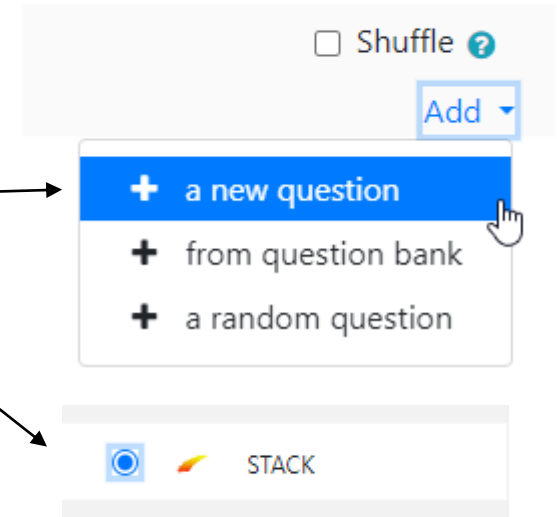 Shuffle ?
Add
a new question
from question bank
a random question
STACK